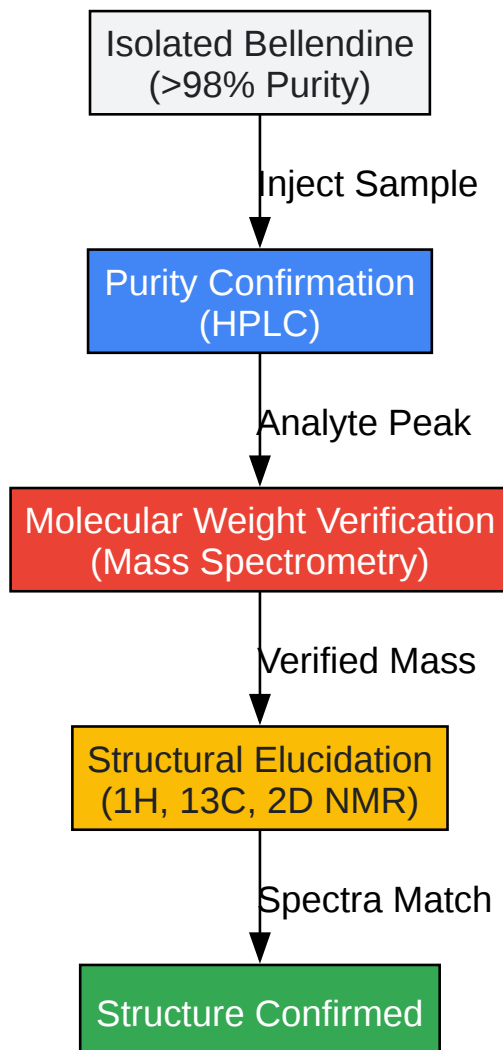 Isolated Bellendine
(>98% Purity)
Inject Sample
Purity Confirmation
(HPLC)
Analyte Peak
Molecular Weight Verification
(Mass Spectrometry)
Verified Mass
Structural Elucidation
(1H, 13C, 2D NMR)
Spectra Match
Structure Confirmed